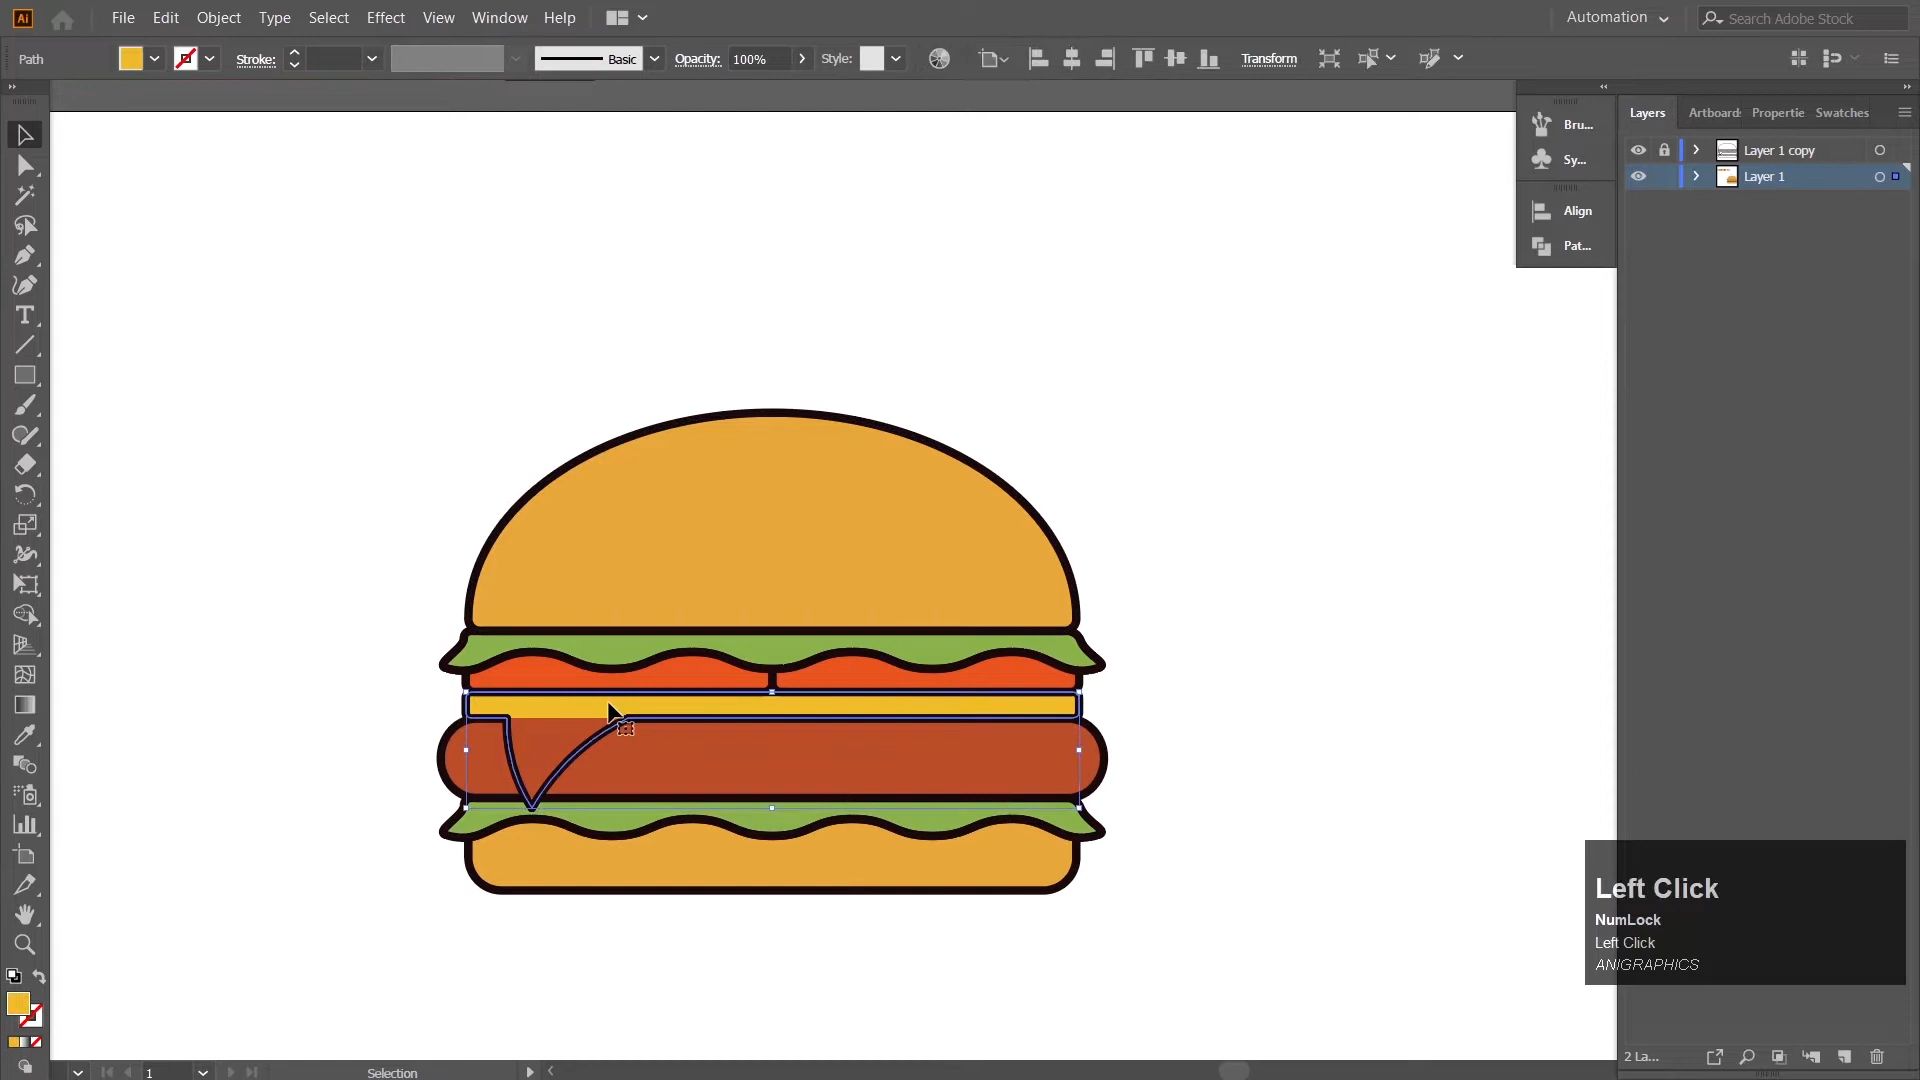 Ai File Edit Object Type Select Effect View Window Help Automation Search Adobe Stock
Path Stroke: Basic Opacity: 100% Style: Transform
Layers Artboards Propertie Swatches
Bru...
Sy...
Align
Pat...
Layer 1 copy
Layer 1
Left Click
NumLock
Left Click
ANIGRAPHICS
2 La...
1 Selection